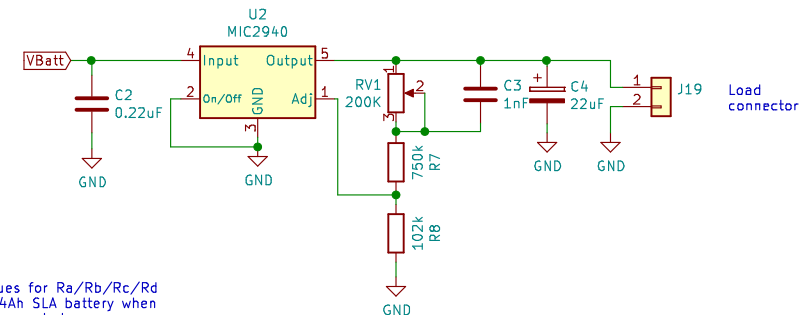 U2
MIC2940
VBatt
4
Input
Output
5
2
On/Off
GND
Adj
1
3
C2
0.22uF
GND
GND
RV1
200K
1
2
3
C3
1nF
+
C4
22uF
GND
1
2
J19
GND
Load
connector
750k
R7
102k
R8
GND
ues for Ra/Rb/Rc/Rd
4Ah SLA battery when